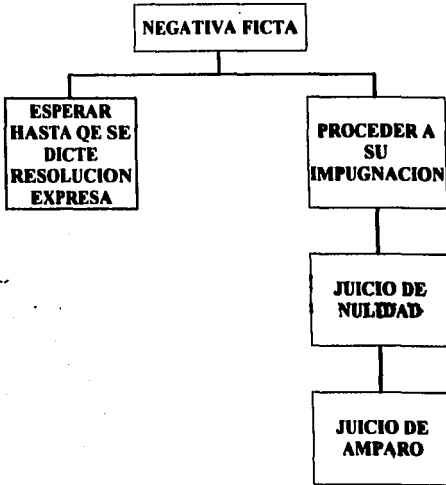 NEGATIVA FICTA
ESPERAR
HASTA QE SE
DICTE
RESOLUCION
EXPRESA
PROCEDER A
SU
IMPUGNACION
JUICIO DE
NULIDAD
JUICIO DE
AMPARO